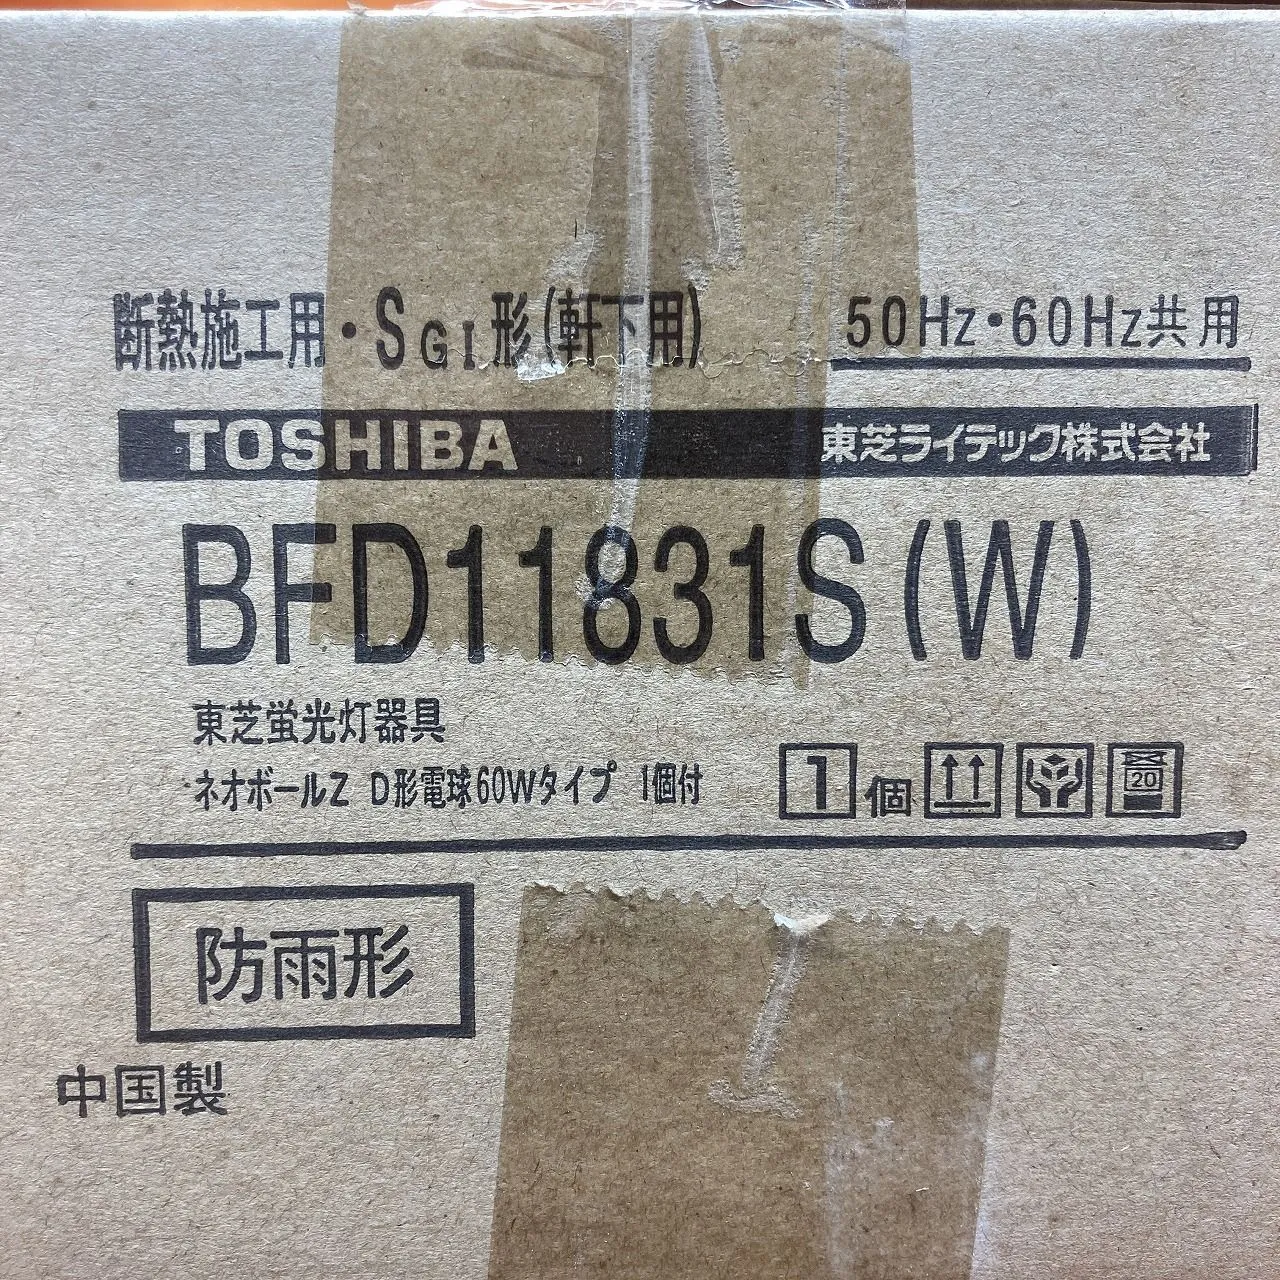 断熱施工用・SGI形(軒下用) 50Hz・60Hz共用
TOSHIBA 東芝ライテック株式会社
BFD11831S(W)
東芝蛍光灯器具
ネオボールZ D形電球60Wタイプ 1個付
1個 20
防雨形
中国製